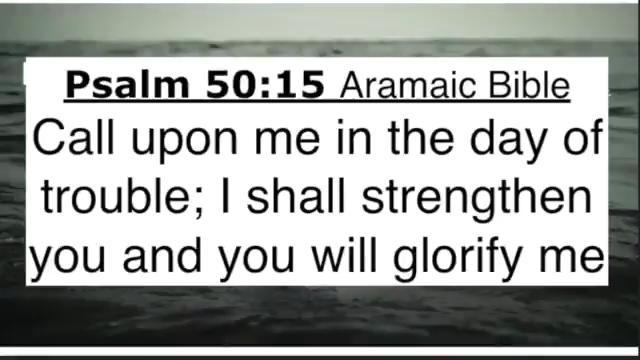 Psalm 50:15 Aramaic Bible
Call upon me in the day of
trouble; I shall strengthen
you and you will glorify me